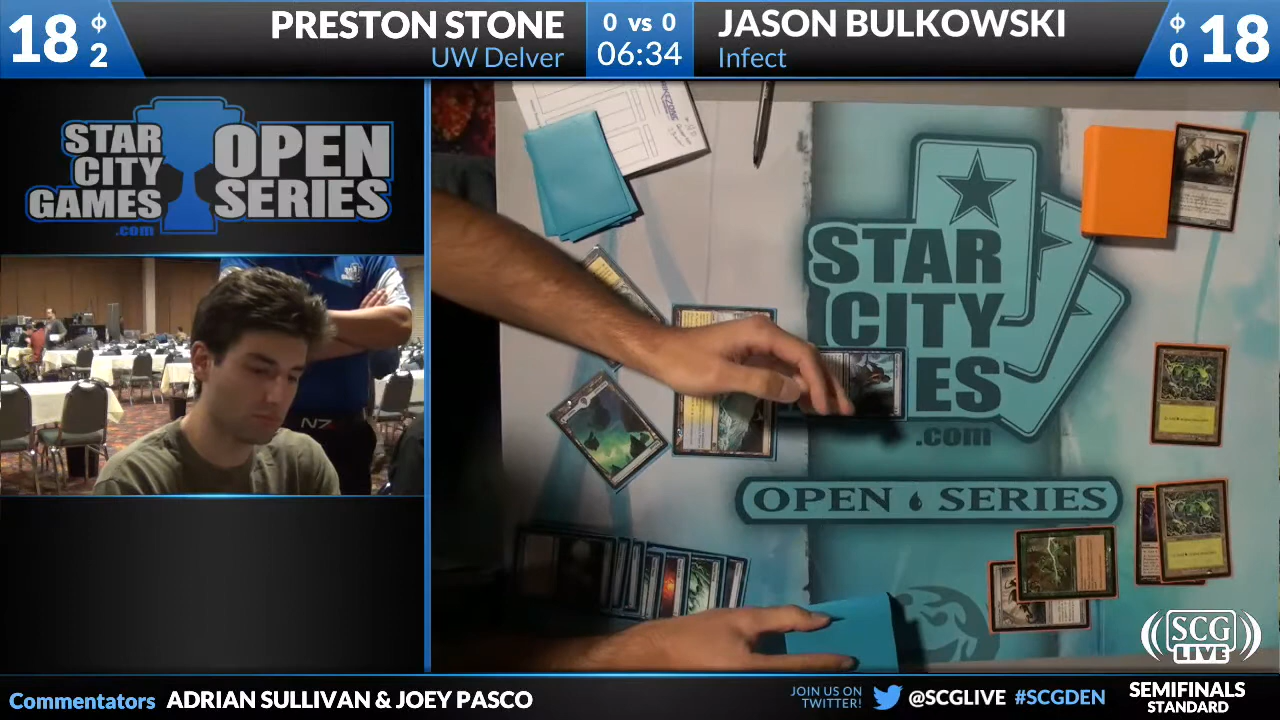 18 Φ 2
PRESTON STONE
UW Delver
0 vs 0
06:34
JASON BULKOWSKI
Infect
Φ 0 18
STAR
CITY
GAMES
.com
OPEN
SERIES
N7
STAR
CITY
ES
.com
OPEN SERIES
SCG
LIVE
Commentators ADRIAN SULLIVAN & JOEY PASCO
JOIN US ON
TWITTER!
@SCGLIVE #SCGDEN
SEMIFINALS
STANDARD